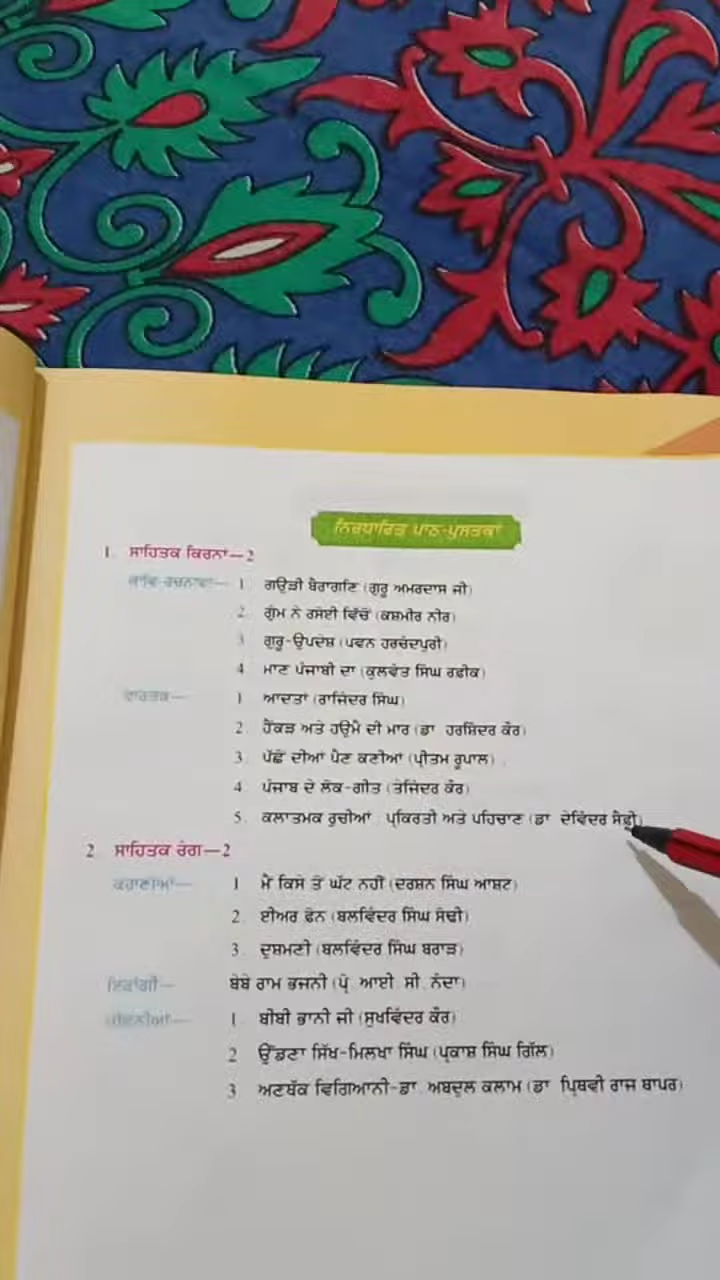 ਨਿਰਧਾਰਿਤ ਪਾਠ-ਪੁਸਤਕਾਂ
1. ਸਾਹਿਤਕ ਕਿਰਨਾਂ—2
ਕਾਵਿ-ਰਚਨਾਵਾਂ— 1 ਗਉੜੀ ਬੈਰਾਗਣਿ (ਗੁਰੂ ਅਮਰਦਾਸ ਜੀ)
2. ਗੁੰਮ ਨੇ ਰਸੋਈ ਵਿੱਚੋਂ (ਕਸ਼ਮੀਰ ਨੀਰ)
3 ਗੁਰੂ-ਉਪਦੇਸ਼ (ਪਵਨ ਹਰਚੰਦਪੁਰੀ)
4 ਮਾਣ ਪੰਜਾਬੀ ਦਾ (ਕੁਲਵੰਤ ਸਿੰਘ ਰਫ਼ੀਕ)
ਵਾਰਤਕ— 1 ਆਦਤਾਂ (ਰਾਜਿੰਦਰ ਸਿੰਘ)
2. ਹੈਂਕੜ ਅਤੇ ਹਉਮੈ ਦੀ ਮਾਰ (ਡਾ ਹਰਸ਼ਿੰਦਰ ਕੌਰ)
3. ਪੱਛੋਂ ਦੀਆਂ ਪੈਣ ਕਣੀਆਂ (ਪ੍ਰੀਤਮ ਰੂਪਾਲ)
4 ਪੰਜਾਬ ਦੇ ਲੋਕ-ਗੀਤ (ਤੇਜਿੰਦਰ ਕੌਰ)
5. ਕਲਾਤਮਕ ਰੁਚੀਆਂ : ਪ੍ਰਕਿਰਤੀ ਅਤੇ ਪਹਿਚਾਣ (ਡਾ ਦੇਵਿੰਦਰ ਸੈਫ਼ੀ)
2. ਸਾਹਿਤਕ ਰੰਗ—2
ਕਹਾਣੀਆਂ— 1 ਮੈਂ ਕਿਸੇ ਤੋਂ ਘੱਟ ਨਹੀਂ (ਦਰਸ਼ਨ ਸਿੰਘ ਆਸ਼ਟ)
2. ਈਅਰ ਫ਼ੋਨ (ਬਲਵਿੰਦਰ ਸਿੰਘ ਸੋਢੀ)
3. ਦੁਸ਼ਮਣੀ (ਬਲਵਿੰਦਰ ਸਿੰਘ ਬਰਾੜ)
ਇਕਾਂਗੀ— ਬੇਬੇ ਰਾਮ ਭਜਨੀ (ਪ੍ਰੋ ਆਈ ਸੀ. ਨੰਦਾ)
ਜੀਵਨੀਆਂ— 1. ਬੀਬੀ ਭਾਨੀ ਜੀ (ਸੁਖਵਿੰਦਰ ਕੌਰ)
2 ਉੱਡਣਾ ਸਿੱਖ-ਮਿਲਖਾ ਸਿੰਘ (ਪ੍ਰਕਾਸ਼ ਸਿੰਘ ਗਿੱਲ)
3 ਅਣਥੱਕ ਵਿਗਿਆਨੀ-ਡਾ. ਅਬਦੁਲ ਕਲਾਮ (ਡਾ ਪ੍ਰਿਥਵੀ ਰਾਜ ਥਾਪਰ)